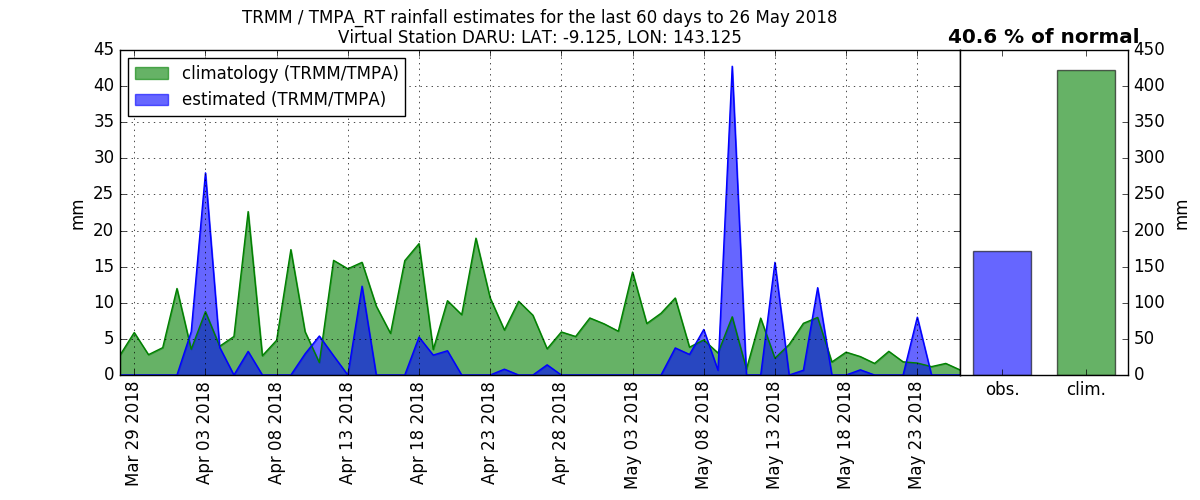 TRMM / TMPA_RT rainfall estimates for the last 60 days to 26 May 2018
Virtual Station DARU: LAT: -9.125, LON: 143.125
40.6 % of normal
climatology (TRMM/TMPA)
estimated (TRMM/TMPA)
45
40
35
30
25
20
15
10
5
0
mm
Mar 29 2018
Apr 03 2018
Apr 08 2018
Apr 13 2018
Apr 18 2018
Apr 23 2018
Apr 28 2018
May 03 2018
May 08 2018
May 13 2018
May 18 2018
May 23 2018
obs.
clim.
450
400
350
300
250
200
150
100
50
0
mm